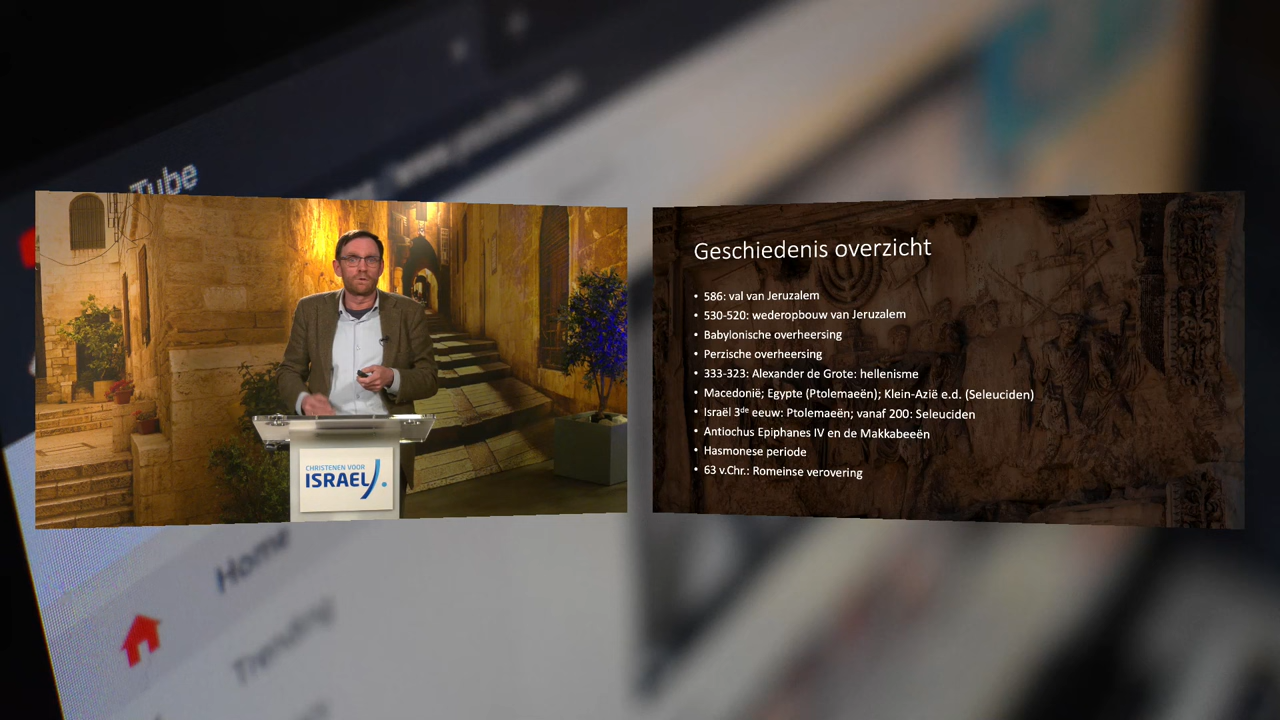 Tube
CHRISTENEN VOOR
ISRAEL
Geschiedenis overzicht
• 586: val van Jeruzalem
• 530-520: wederopbouw van Jeruzalem
• Babylonische overheersing
• Perzische overheersing
• 333-323: Alexander de Grote: hellenisme
• Macedonië; Egypte (Ptolemaeën); Klein-Azië e.d. (Seleuciden)
• Israël 3de eeuw: Ptolemaeën; vanaf 200: Seleuciden
• Antiochus Epiphanes IV en de Makkabeeën
• Hasmonese periode
• 63 v.Chr.: Romeinse verovering
Home
Trending